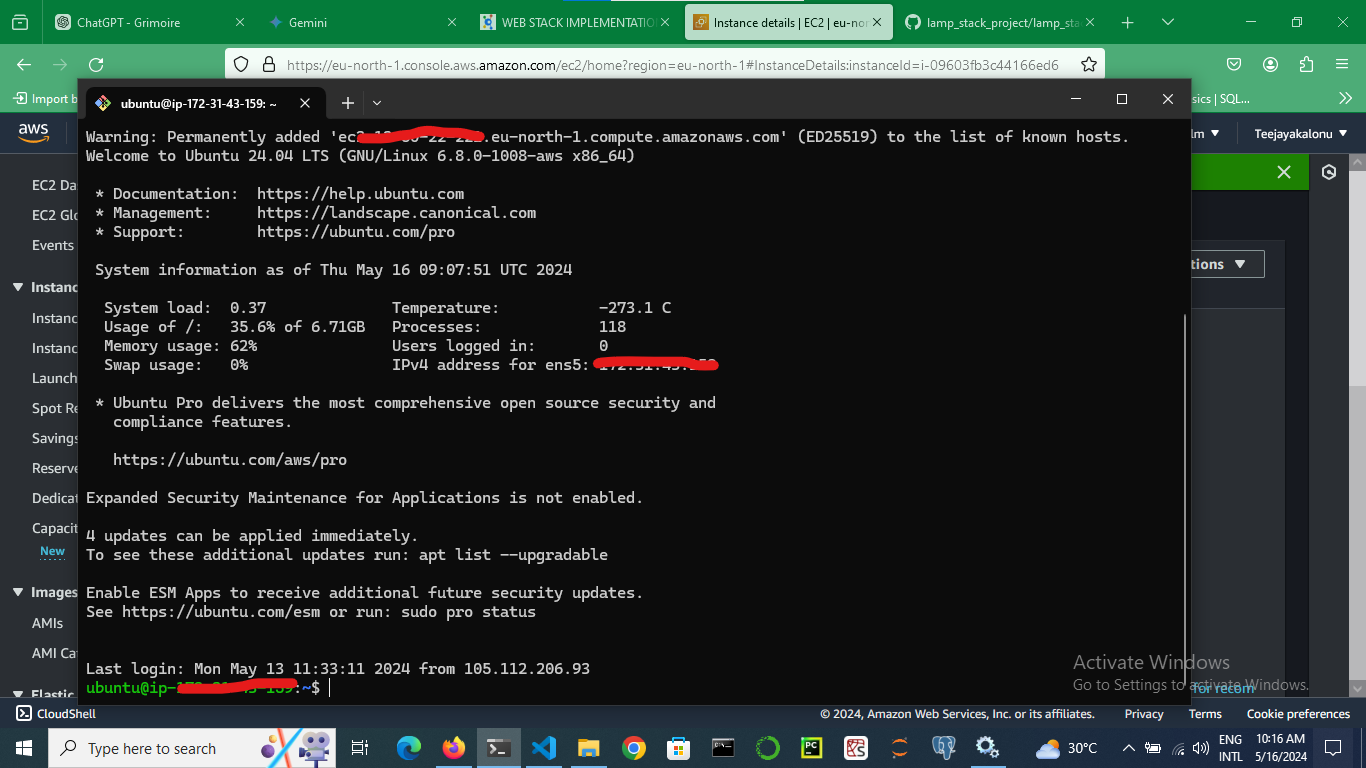 ChatGPT - Grimoire
Gemini
WEB STACK IMPLEMENTATION
Instance details | EC2 | eu-nor
lamp_stack_project/lamp_sta
https://eu-north-1.console.aws.amazon.com/ec2/home?region=eu-north-1#InstanceDetails:instanceId=i-09603fb3c44166ed6
Import b
sics | SQL...
ubuntu@ip-172-31-43-159: ~
aws
lm
Teejayakalonu
Warning: Permanently added 'ec2 .eu-north-1.compute.amazonaws.com' (ED25519) to the list of known hosts.
Welcome to Ubuntu 24.04 LTS (GNU/Linux 6.8.0-1008-aws x86_64)
* Documentation: https://help.ubuntu.com
* Management: https://landscape.canonical.com
* Support: https://ubuntu.com/pro
System information as of Thu May 16 09:07:51 UTC 2024
System load: 0.37 Temperature: -273.1 C
Usage of /: 35.6% of 6.71GB Processes: 118
Memory usage: 62% Users logged in: 0
Swap usage: 0% IPv4 address for ens5:
* Ubuntu Pro delivers the most comprehensive open source security and
compliance features.
https://ubuntu.com/aws/pro
Expanded Security Maintenance for Applications is not enabled.
4 updates can be applied immediately.
To see these additional updates run: apt list --upgradable
Enable ESM Apps to receive additional future security updates.
See https://ubuntu.com/esm or run: sudo pro status
Last login: Mon May 13 11:33:11 2024 from 105.112.206.93
ubuntu@ip- :~$
EC2 Da
EC2 Glo
Events
Instanc
Instanc
Instanc
Launch
Spot Re
Savings
Reserve
Dedicat
Capacit
New
Images
AMIs
AMI Ca
Elastic
tions
Activate Windows
Go to Settings to activate Windows.
for recom
CloudShell
© 2024, Amazon Web Services, Inc. or its affiliates.
Privacy
Terms
Cookie preferences
Type here to search
PC
30°C
ENG
INTL
10:16 AM
5/16/2024